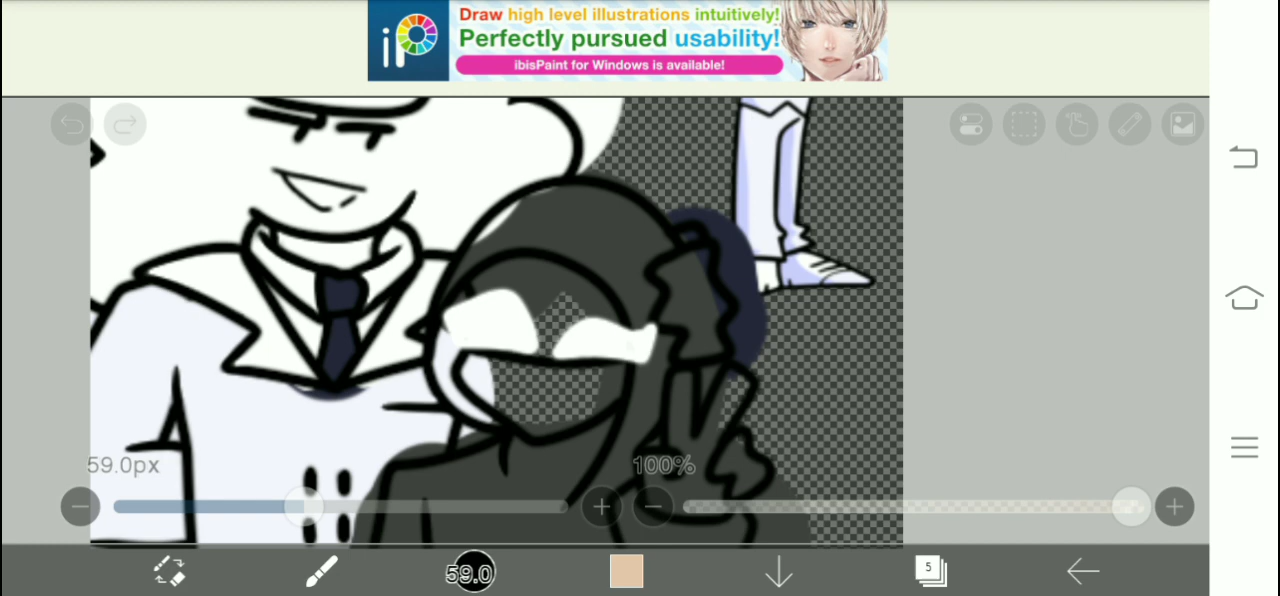 iP
Draw high level illustrations intuitively!
Perfectly pursued usability!
ibisPaint for Windows is available!
59.0px
100%
59.0
5